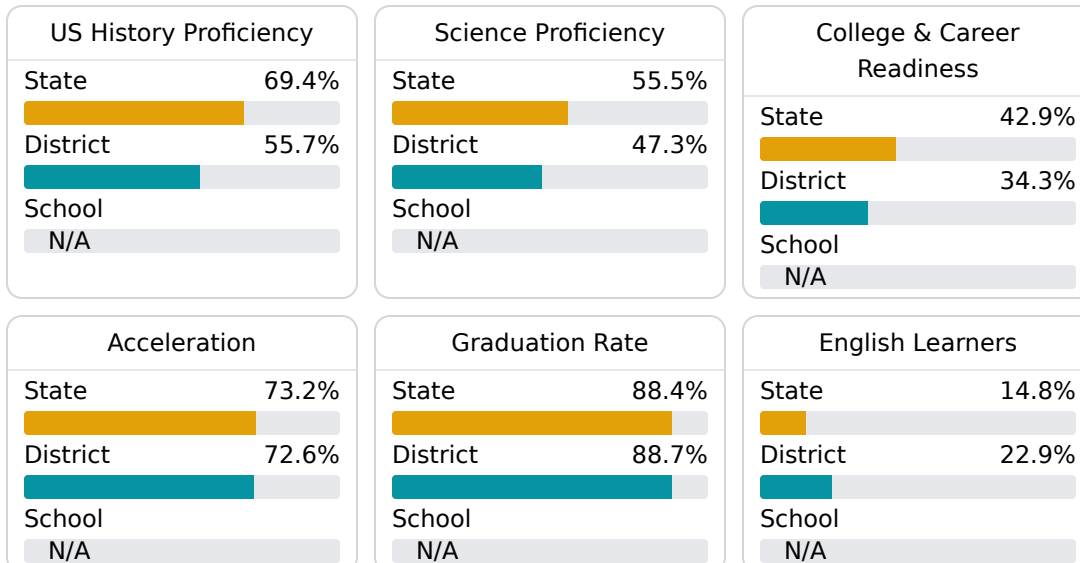 US History Proficiency
State 69.4%
District 55.7%
School
N/A
Science Proficiency
State 55.5%
District 47.3%
School
N/A
College & Career
Readiness
State 42.9%
District 34.3%
School
N/A
Acceleration
State 73.2%
District 72.6%
School
N/A
Graduation Rate
State 88.4%
District 88.7%
School
N/A
English Learners
State 14.8%
District 22.9%
School
N/A